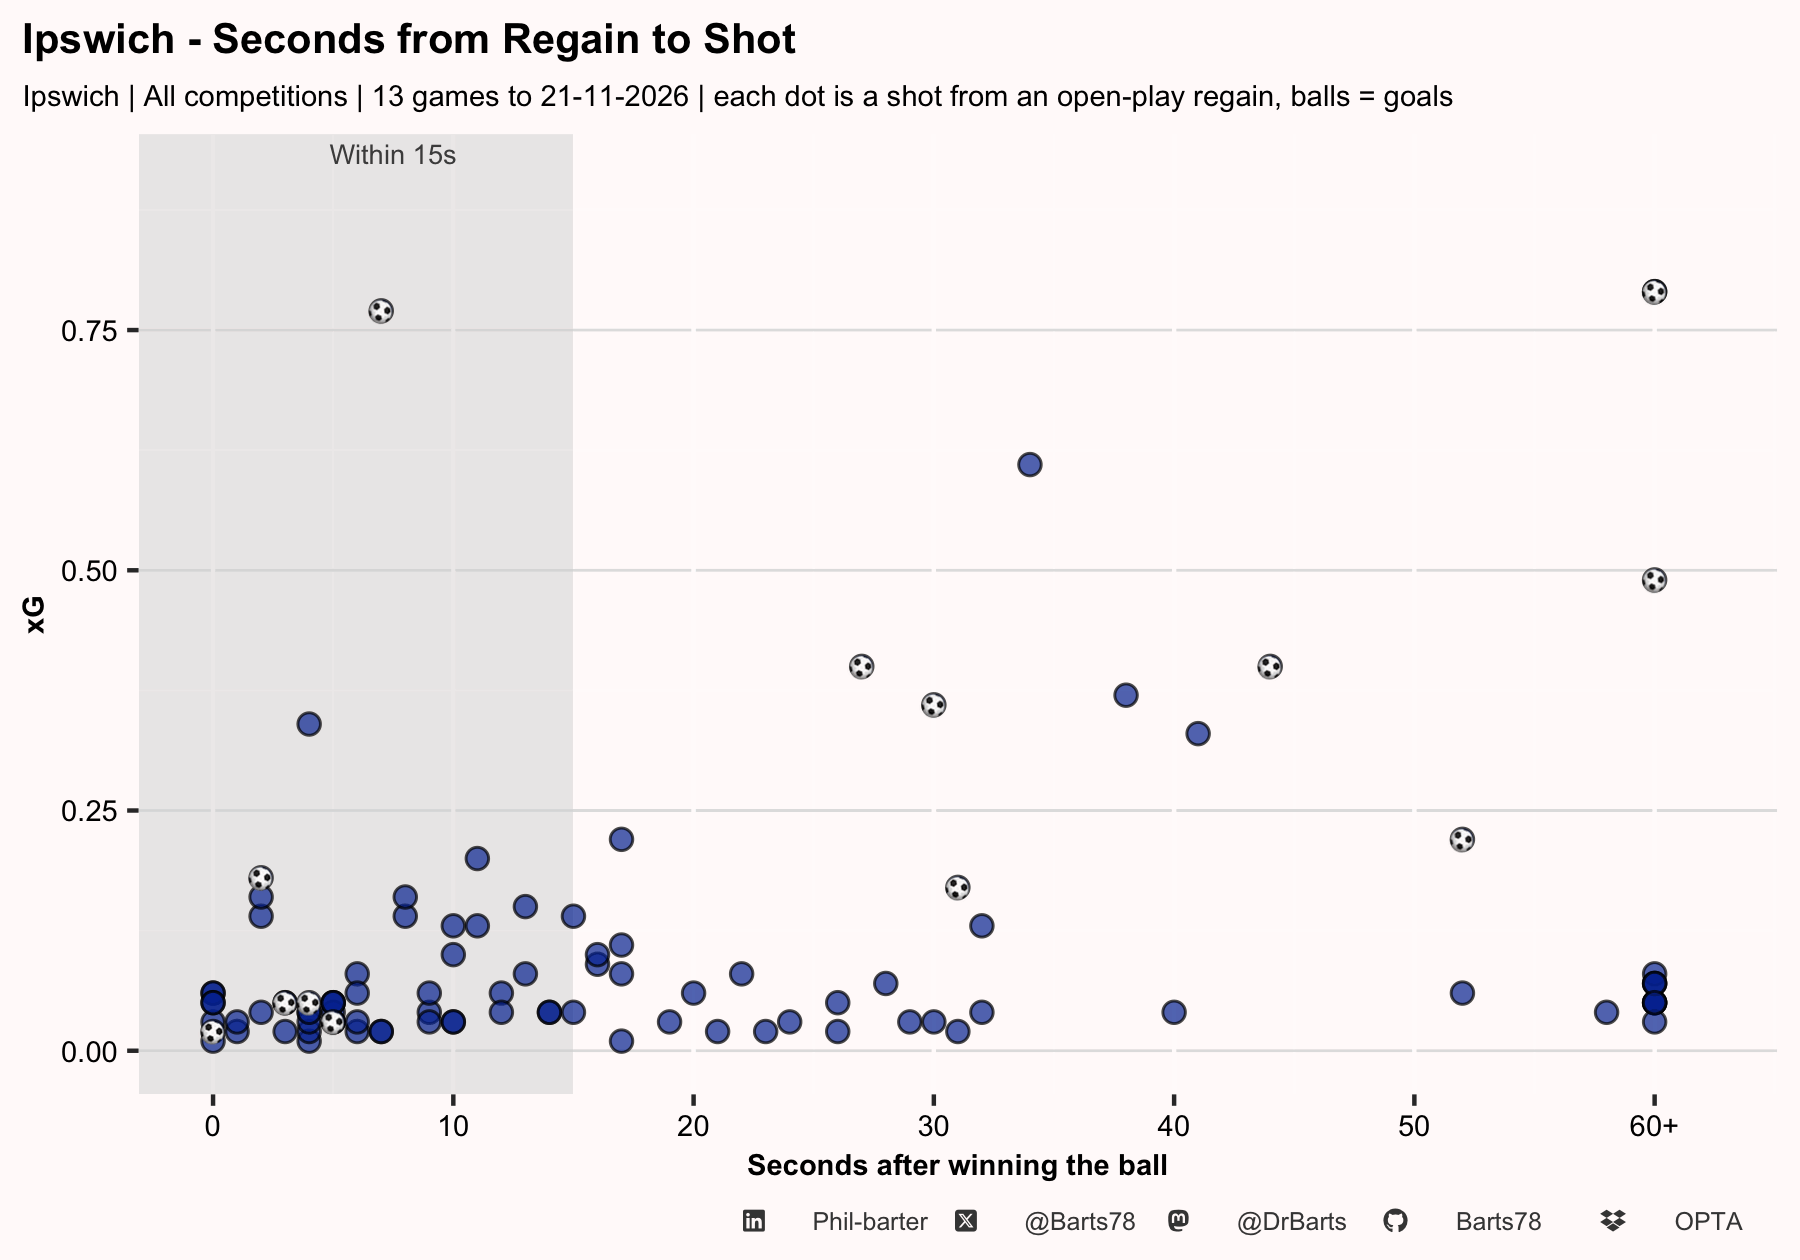 Ipswich - Seconds from Regain to Shot
Ipswich | All competitions | 13 games to 21-11-2026 | each dot is a shot from an open-play regain, balls = goals
Within 15s
0.75
0.50
0.25
0.00
xG
0 10 20 30 40 50 60+
Seconds after winning the ball
Phil-barter @Barts78 @DrBarts Barts78 OPTA